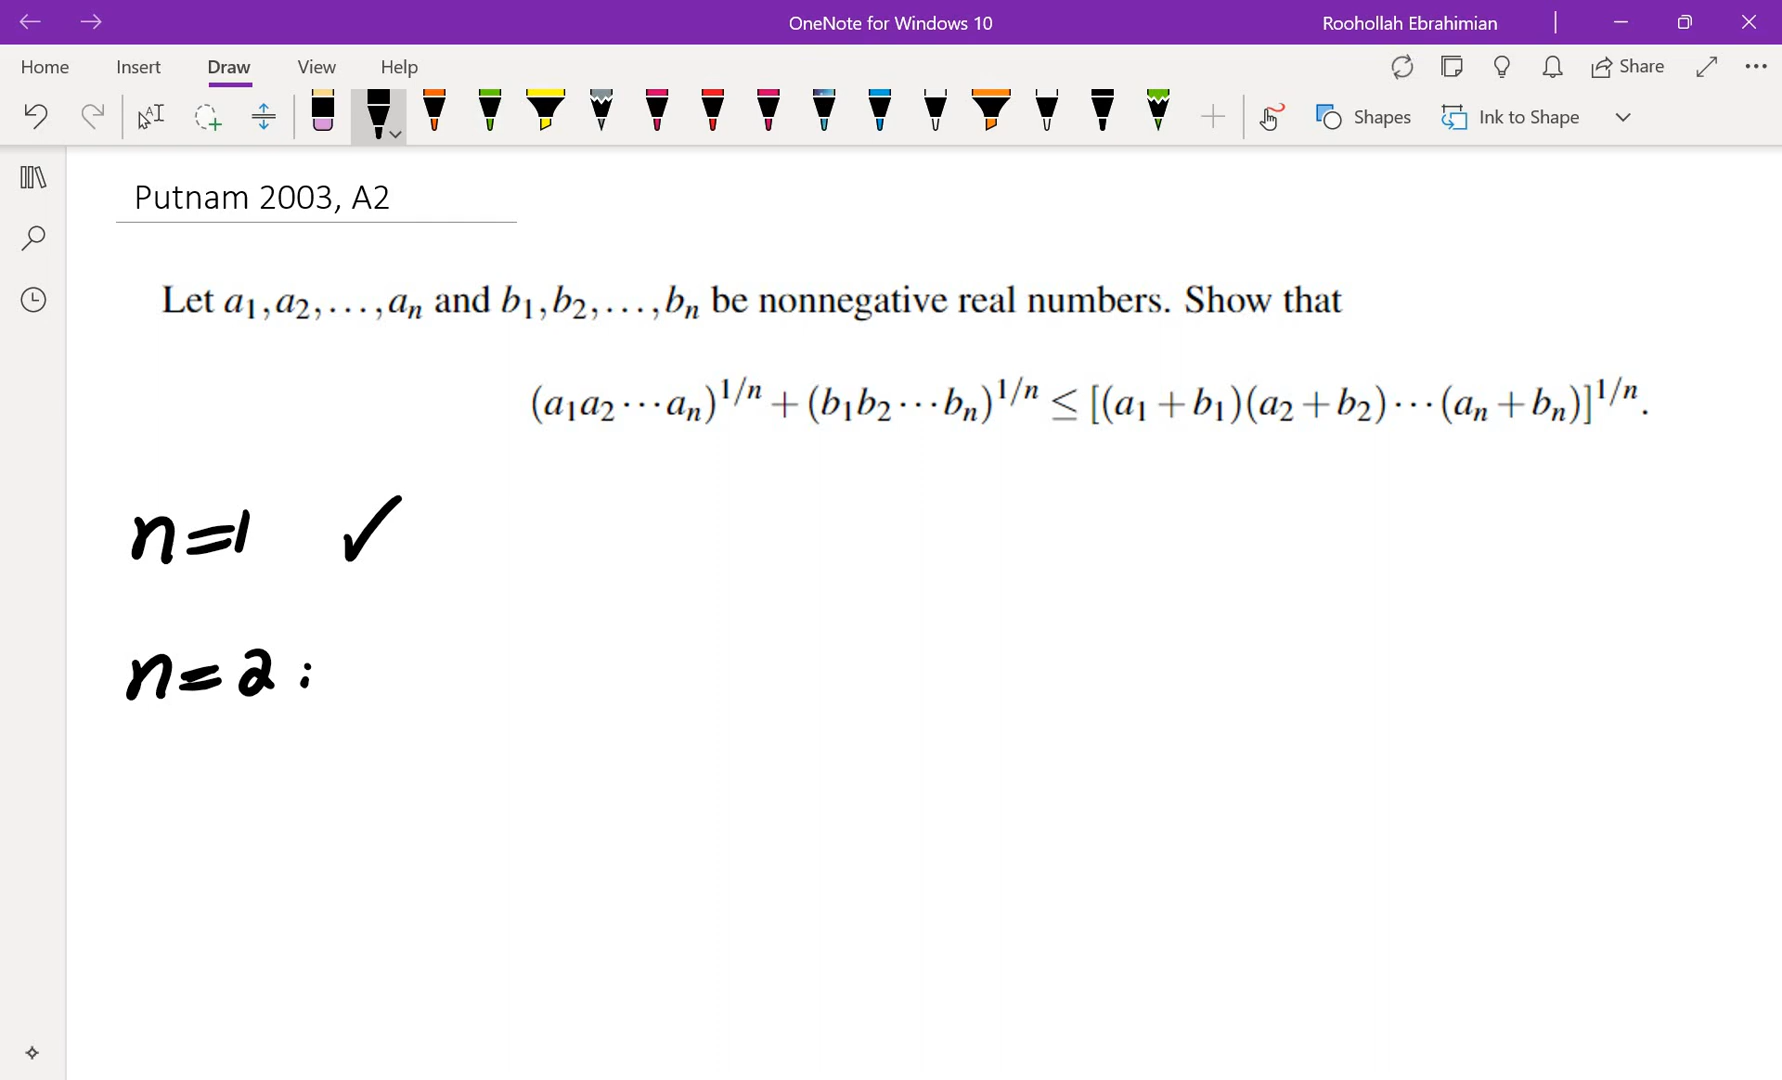 OneNote for Windows 10
Roohollah Ebrahimian
Home Insert Draw View Help
Share
Shapes Ink to Shape
Putnam 2003, A2
Let a₁,a₂,...,aₙ and b₁,b₂,...,bₙ be nonnegative real numbers. Show that
(a₁a₂⋯aₙ)^{1/n} + (b₁b₂⋯bₙ)^{1/n} ≤ [(a₁+b₁)(a₂+b₂)⋯(aₙ+bₙ)]^{1/n}.
n=1 ✓
n=2: